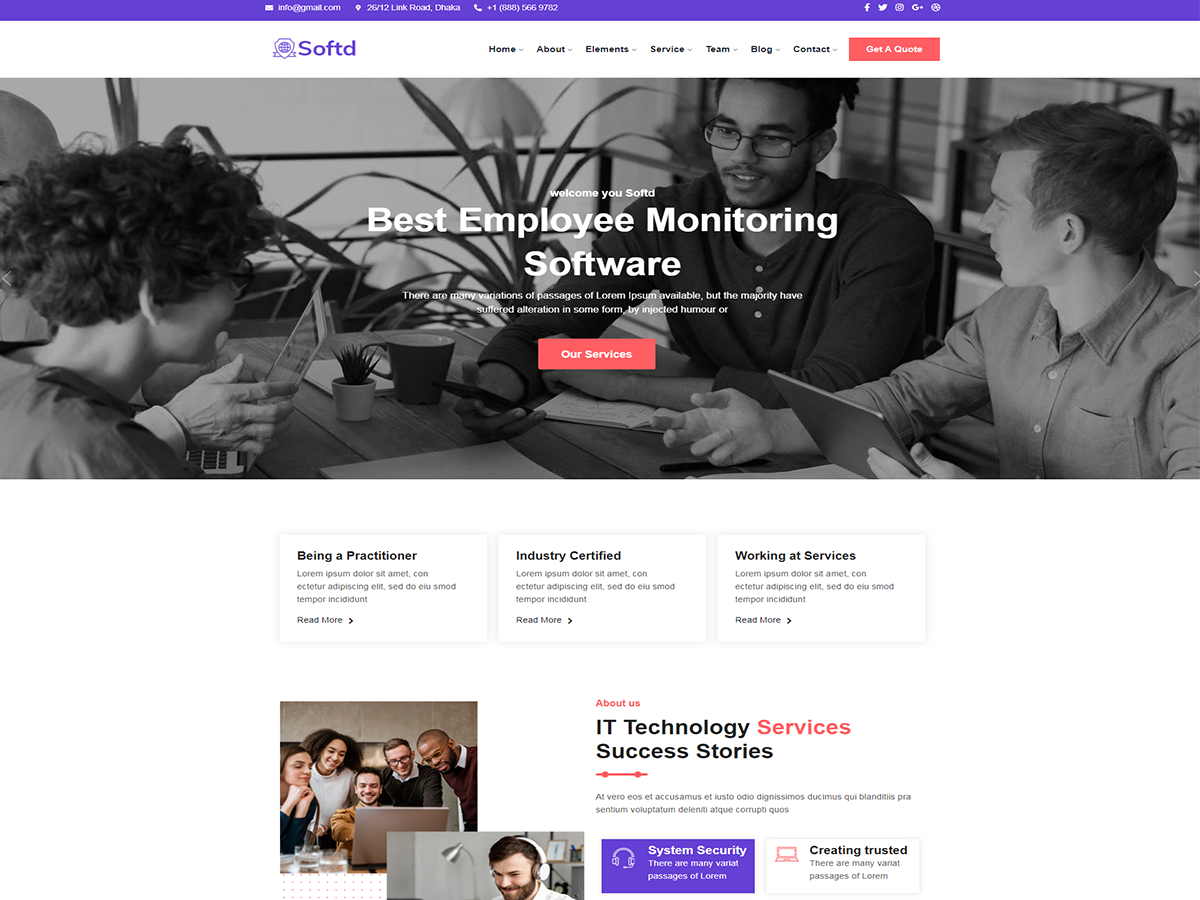 info@gmail.com 26/12 Link Road, Dhaka +1 (888) 566 9782
Softd
Home About Elements Service Team Blog Contact Get A Quote
welcome you Softd
Best Employee Monitoring
Software
There are many variations of passages of Lorem Ipsum available, but the majority have
suffered alteration in some form, by injected humour or
Our Services
Being a Practitioner
Lorem ipsum dolor sit amet, con
ectetur adipiscing elit, sed do eiu smod
tempor incididunt
Read More
Industry Certified
Lorem ipsum dolor sit amet, con
ectetur adipiscing elit, sed do eiu smod
tempor incididunt
Read More
Working at Services
Lorem ipsum dolor sit amet, con
ectetur adipiscing elit, sed do eiu smod
tempor incididunt
Read More
About us
IT Technology Services
Success Stories
At vero eos et accusamus et iusto odio dignissimos ducimus qui blanditiis pra
sentium voluptatum deleniti atque corrupti quos
System Security
There are many variat
passages of Lorem
Creating trusted
There are many variat
passages of Lorem